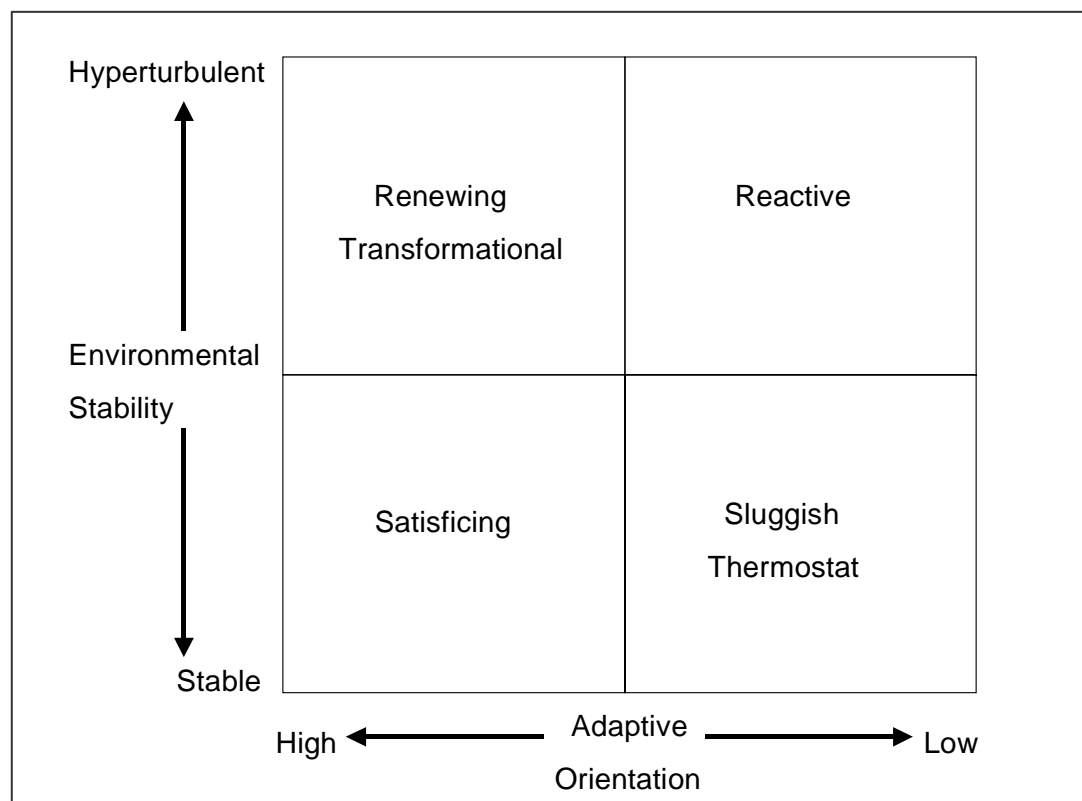 Hyperturbulent
Renewing
Transformational
Reactive
Environmental
Stability
Satisficing
Sluggish
Thermostat
Stable
High
Adaptive
Orientation
Low